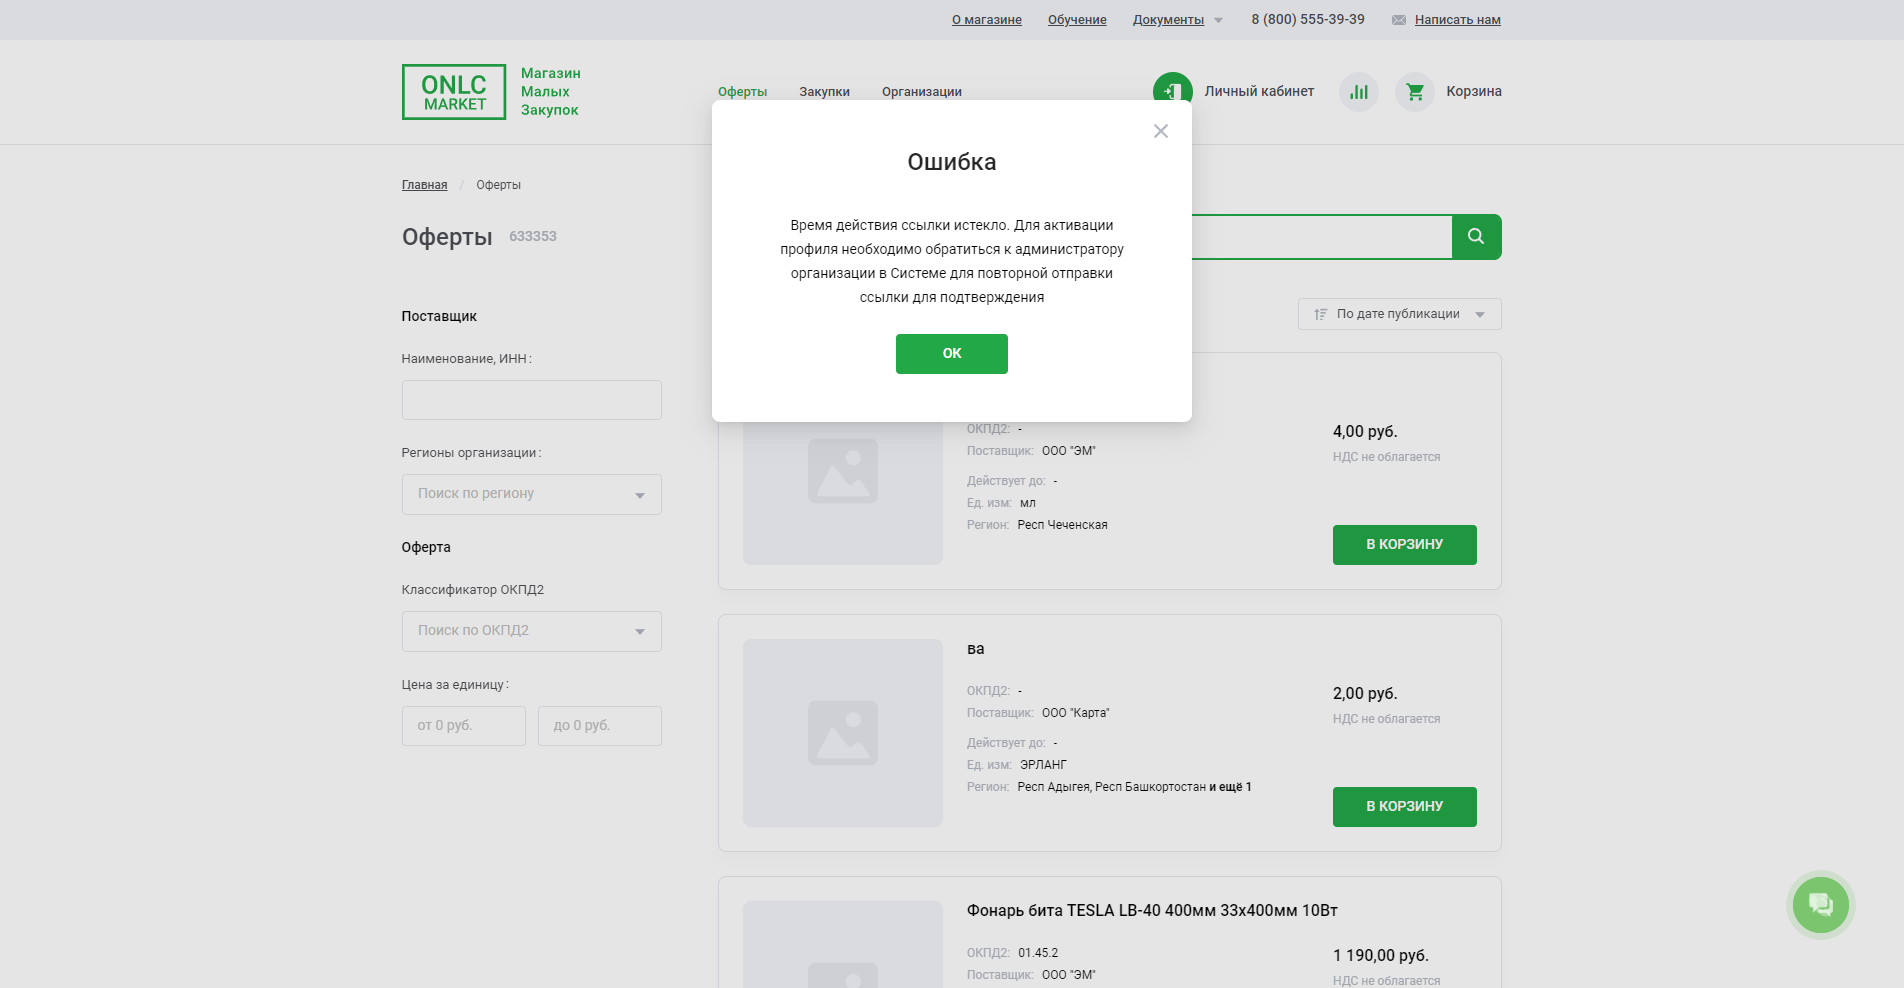 О магазине
Обучение
Документы
8 (800) 555-39-39
Написать нам
ONLC
MARKET
Магазин
Малых
Закупок
Оферты
Закупки
Организации
Личный кабинет
Корзина
Ошибка
Время действия ссылки истекло. Для активации
профиля необходимо обратиться к администратору
организации в Системе для повторной отправки
ссылки для подтверждения
ОК
Главная / Оферты
Оферты 633353
Поставщик
Наименование, ИНН:
Регионы организации:
Поиск по региону
Оферта
Классификатор ОКПД2
Поиск по ОКПД2
Цена за единицу:
от 0 руб.
до 0 руб.
По дате публикации
ОКПД2: -
Поставщик: ООО "ЭМ"
Действует до: -
Ед. изм: мл
Регион: Респ Чеченская
4,00 руб.
НДС не облагается
В КОРЗИНУ
ва
ОКПД2: -
Поставщик: ООО "Карта"
Действует до: -
Ед. изм: ЭРЛАНГ
Регион: Респ Адыгея, Респ Башкортостан и ещё 1
2,00 руб.
НДС не облагается
В КОРЗИНУ
Фонарь бита TESLA LB-40 400мм 33х400мм 10Вт
ОКПД2: 01.45.2
Поставщик: ООО "ЭМ"
1 190,00 руб.
НДС не облагается